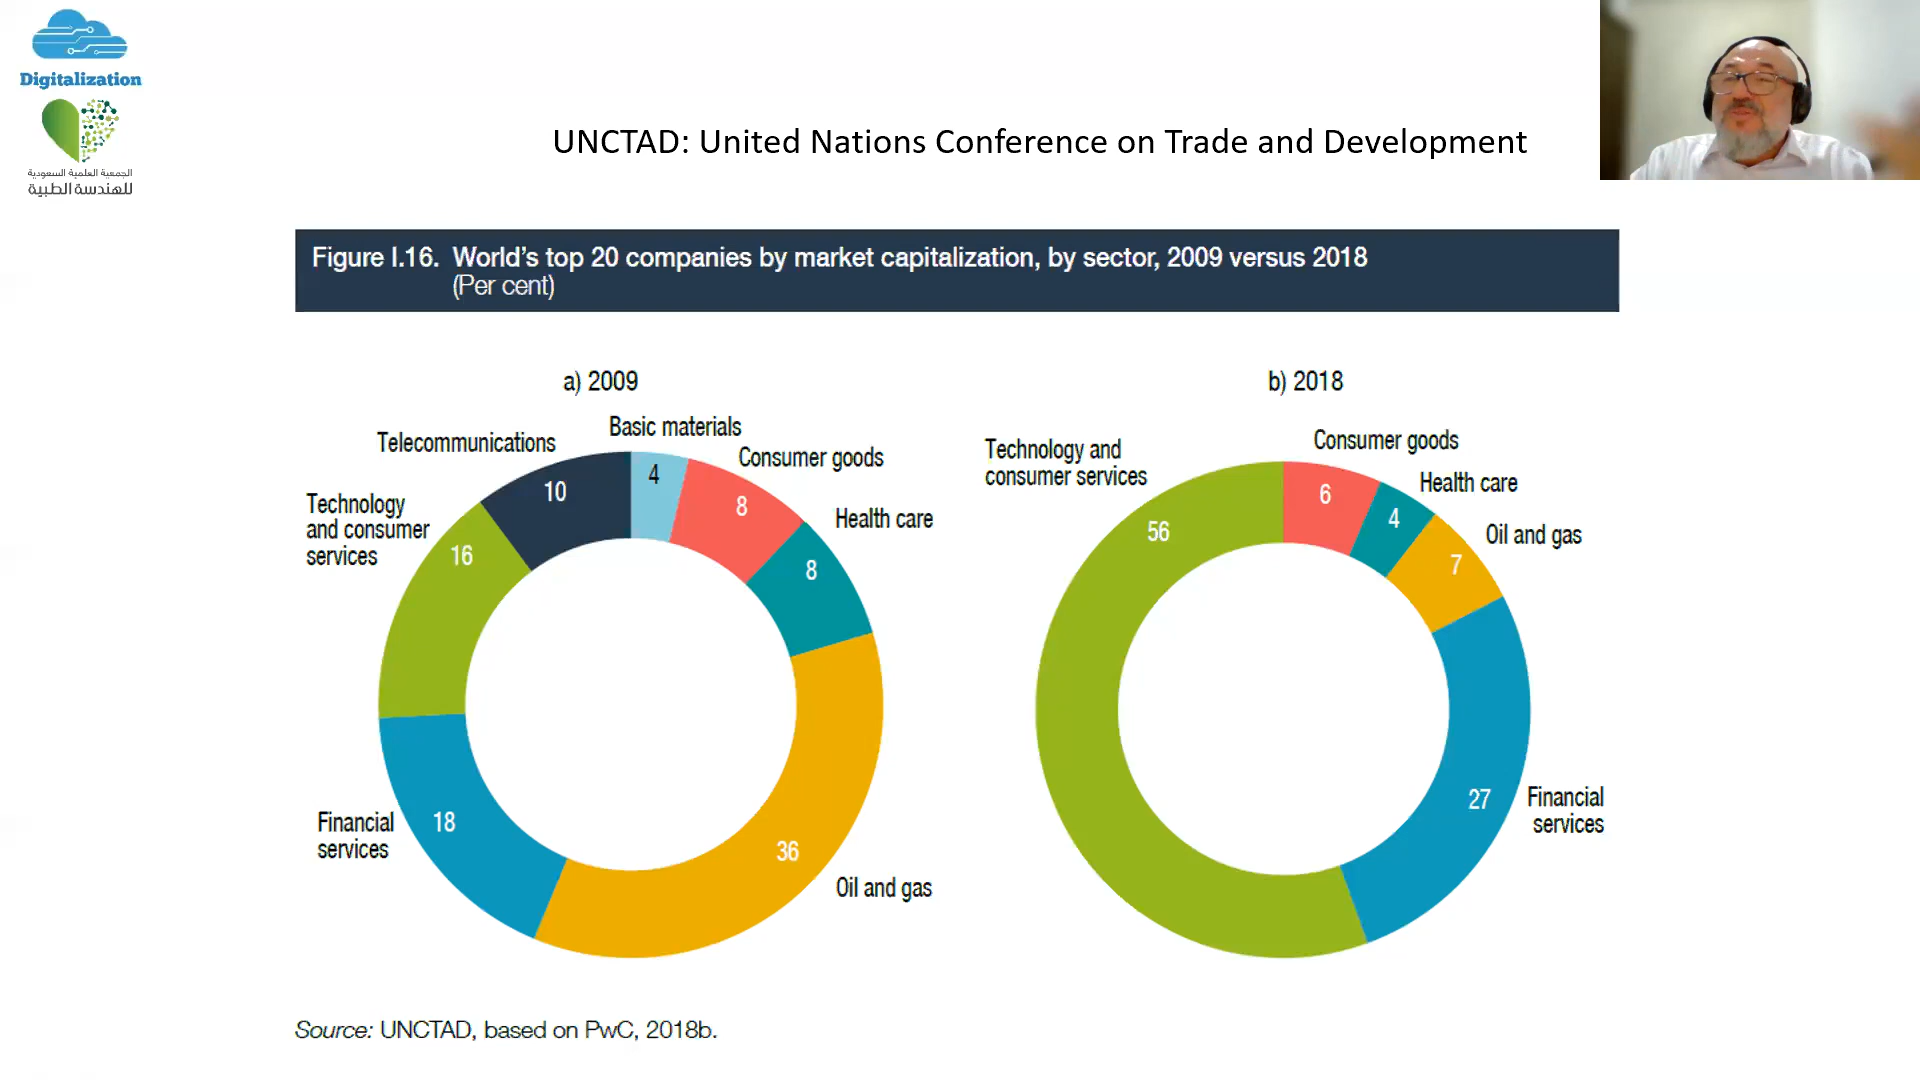 Digitalization
الجمعية العلمية السعودية
للهندسة الطبية
UNCTAD: United Nations Conference on Trade and Development
Figure I.16. World's top 20 companies by market capitalization, by sector, 2009 versus 2018
(Per cent)
a) 2009
Telecommunications
Basic materials
Consumer goods
Technology
and consumer
services
Health care
10
4
8
16
8
Financial
services
18
36
Oil and gas
b) 2018
Technology and
consumer services
Consumer goods
Health care
Oil and gas
56
6
4
7
27
Financial
services
Source: UNCTAD, based on PwC, 2018b.